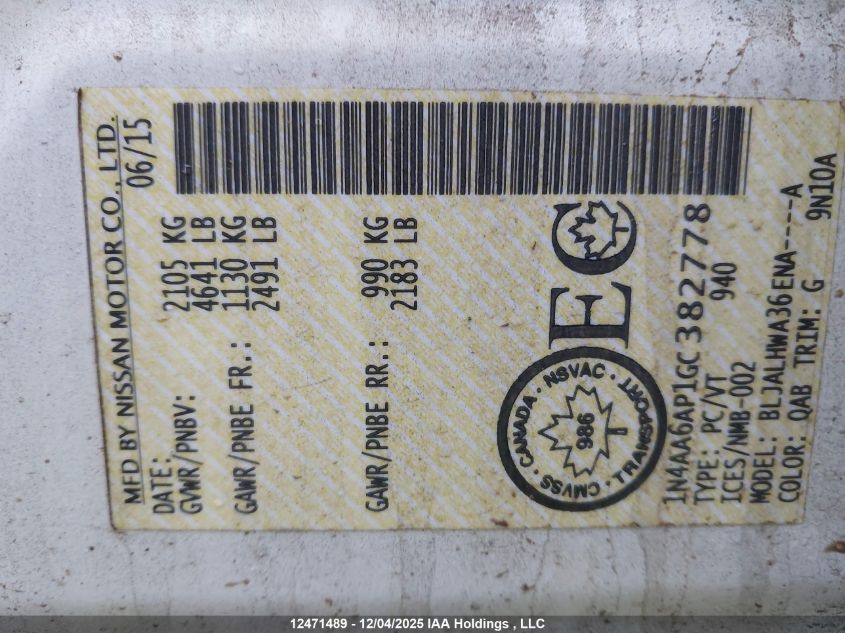 MFD BY NISSAN MOTOR CO., LTD.
DATE: 06/15
GVWR/PNBV: 2105 KG
4641 LB
GAWR/PNBE FR.: 1130 KG
2491 LB
GAWR/PNBE RR.: 990 KG
2183 LB
CANADA · NSVAC · TRANSPORT · CMVSS ·
986
EC
1N4AA6AP1GC382778
TYPE: PC/VT 940
ICES/NMB-002
MODEL: BLJALHWA36ENA----A
COLOR: QAB TRIM: G 9N10A
12471489 - 12/04/2025 IAA Holdings , LLC